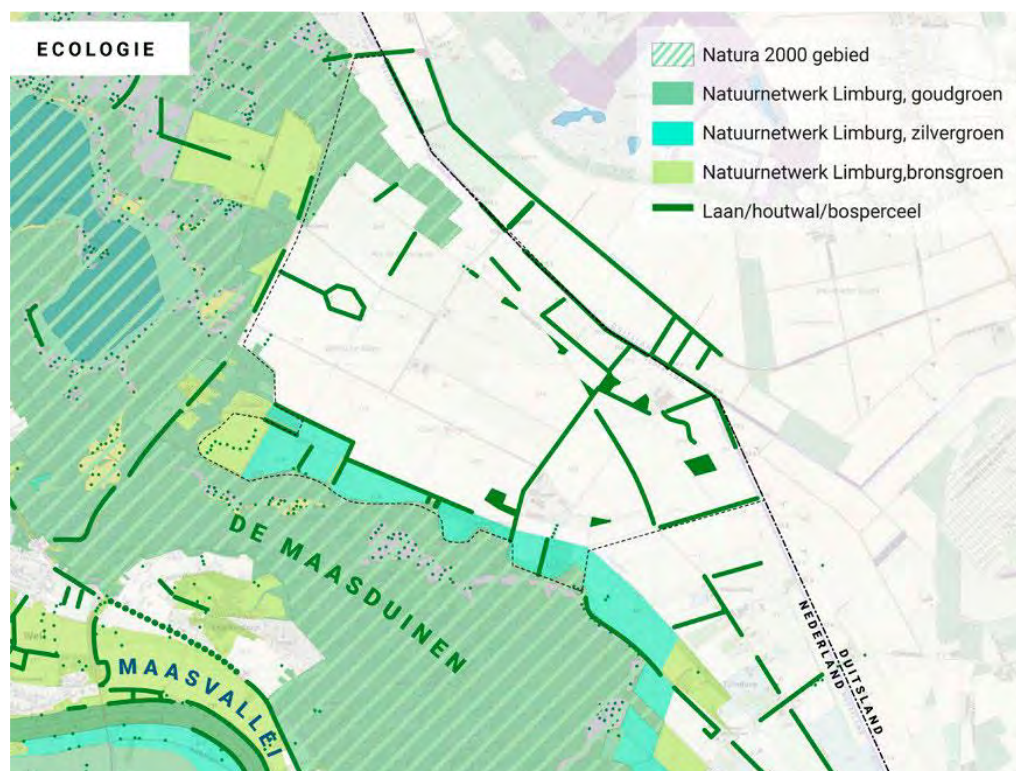 ECOLOGIE
Natura 2000 gebied
Natuurnetwerk Limburg, goudgroen
Natuurnetwerk Limburg, zilvergroen
Natuurnetwerk Limburg,bronsgroen
Laan/houtwal/bosperceel
DE MAASDUINEN
MAASVALLEI
NEDERLAND
DUITSLAND